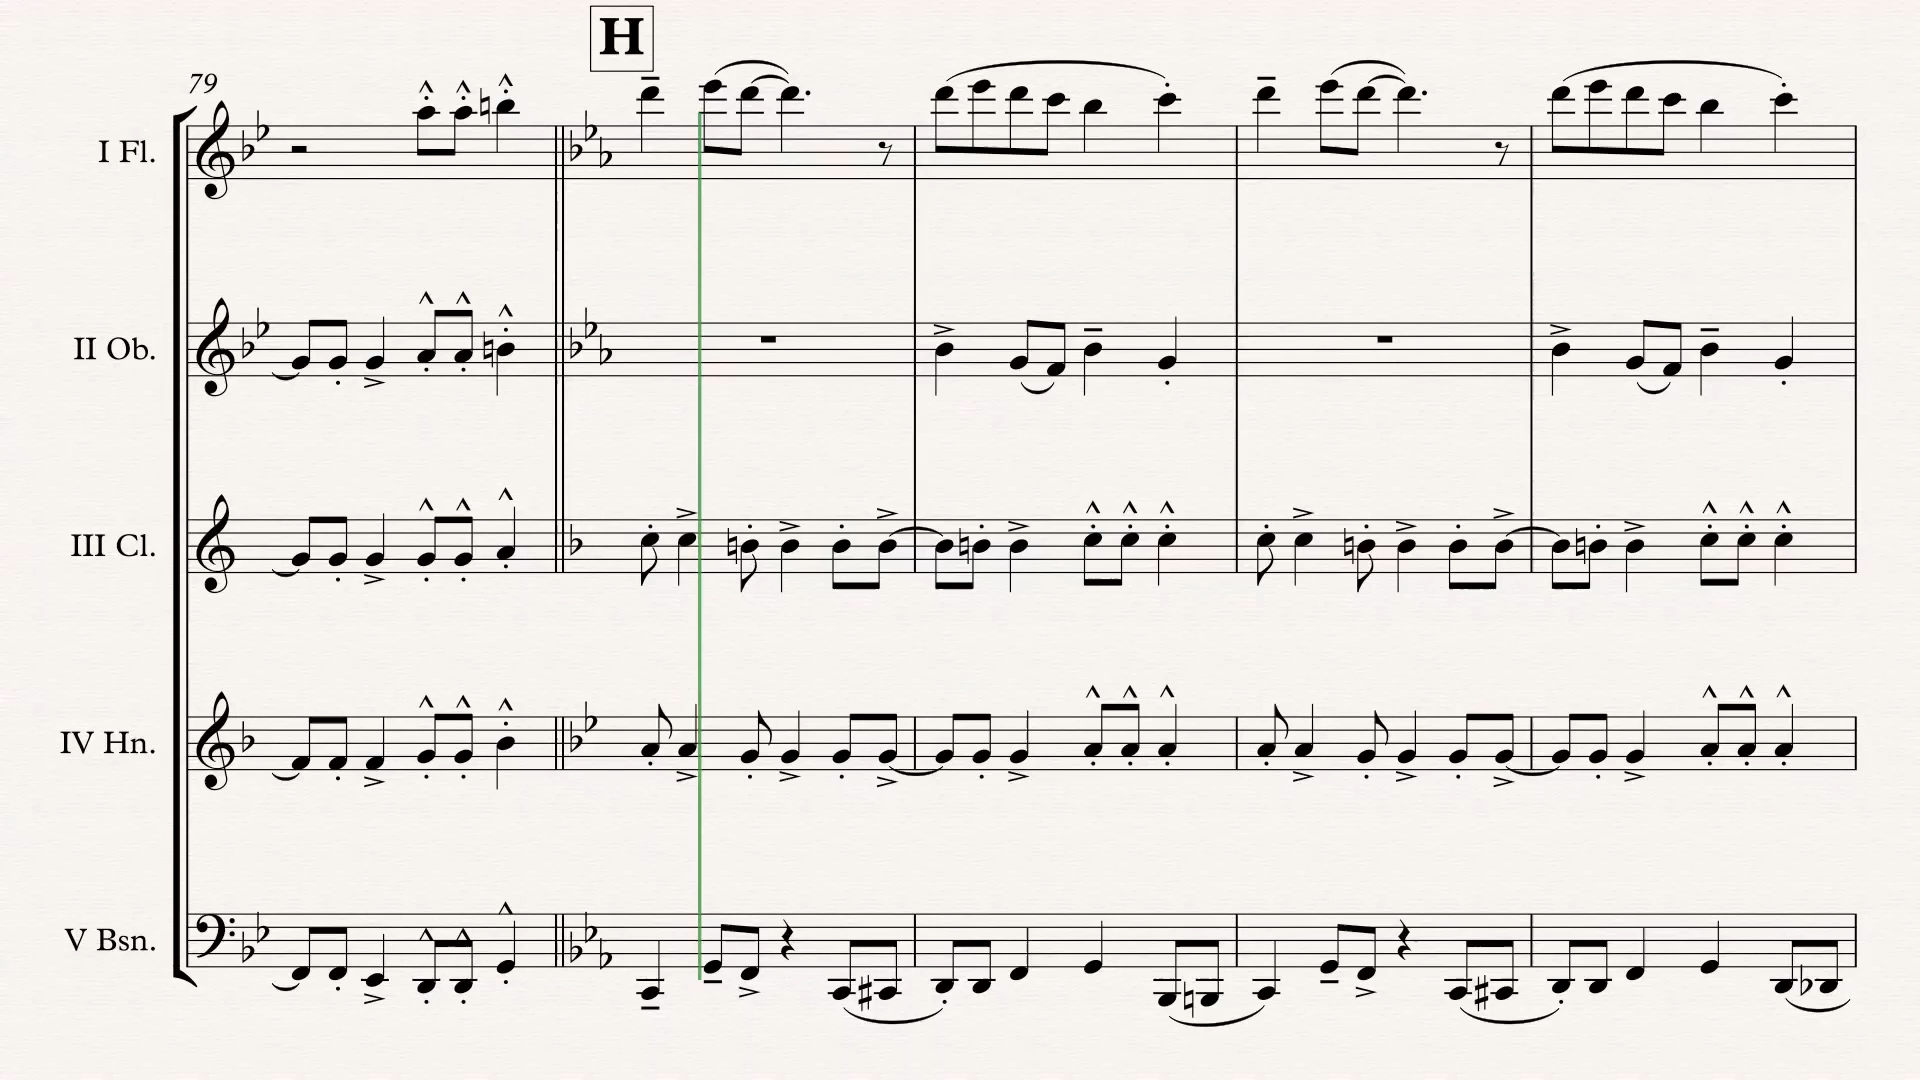 H
79
I Fl.
II Ob.
III Cl.
IV Hn.
V Bsn.